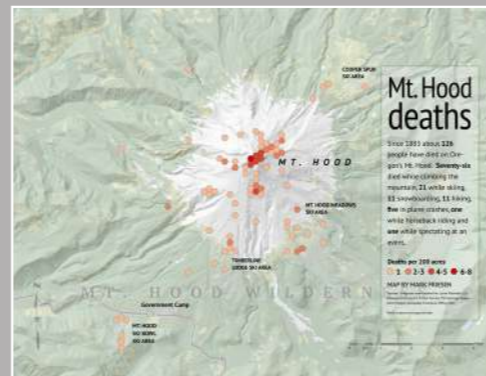 COOPER SPUR
SKI AREA
Mt. Hood
deaths
Since 1883 about 126
people have died on Ore-
gon's Mt. Hood. Seventy-six
died while climbing the
mountain, 21 while skiing,
11 snowboarding, 11 hiking,
five in plane crashes, one
while horseback riding and
one while spectating at an
event.
MT. HOOD
MT HOOD MEADOWS
SKI AREA
TIMBERLINE
LODGE SKI AREA
Deaths per 200 acres
1 2-3 4-5 6-8
MAP BY MARK FRIESEN
MT. HOOD WILDERN
Government Camp
MT. HOOD
SKI BOWL
SKI AREA